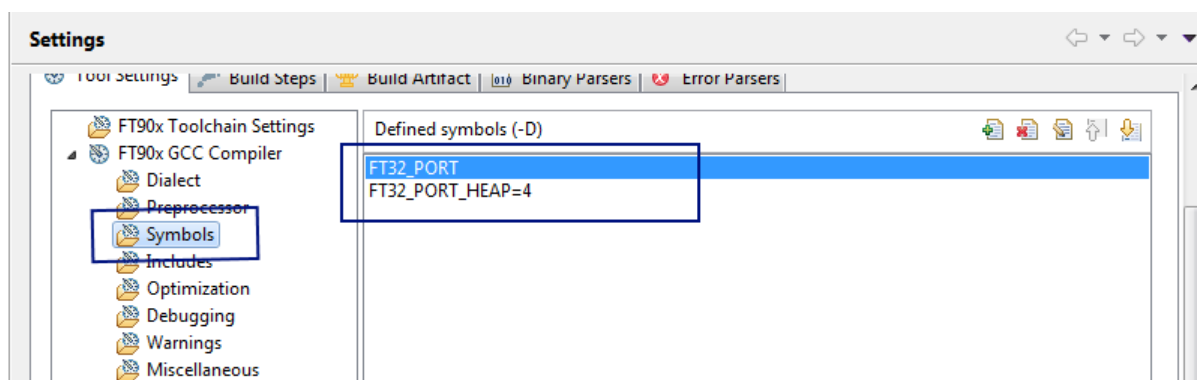 Settings
Tool Settings Build Steps Build Artifact Binary Parsers Error Parsers
FT90x Toolchain Settings
FT90x GCC Compiler
Dialect
Preprocessor
Symbols
Includes
Optimization
Debugging
Warnings
Miscellaneous
Defined symbols (-D)
FT32_PORT
FT32_PORT_HEAP=4